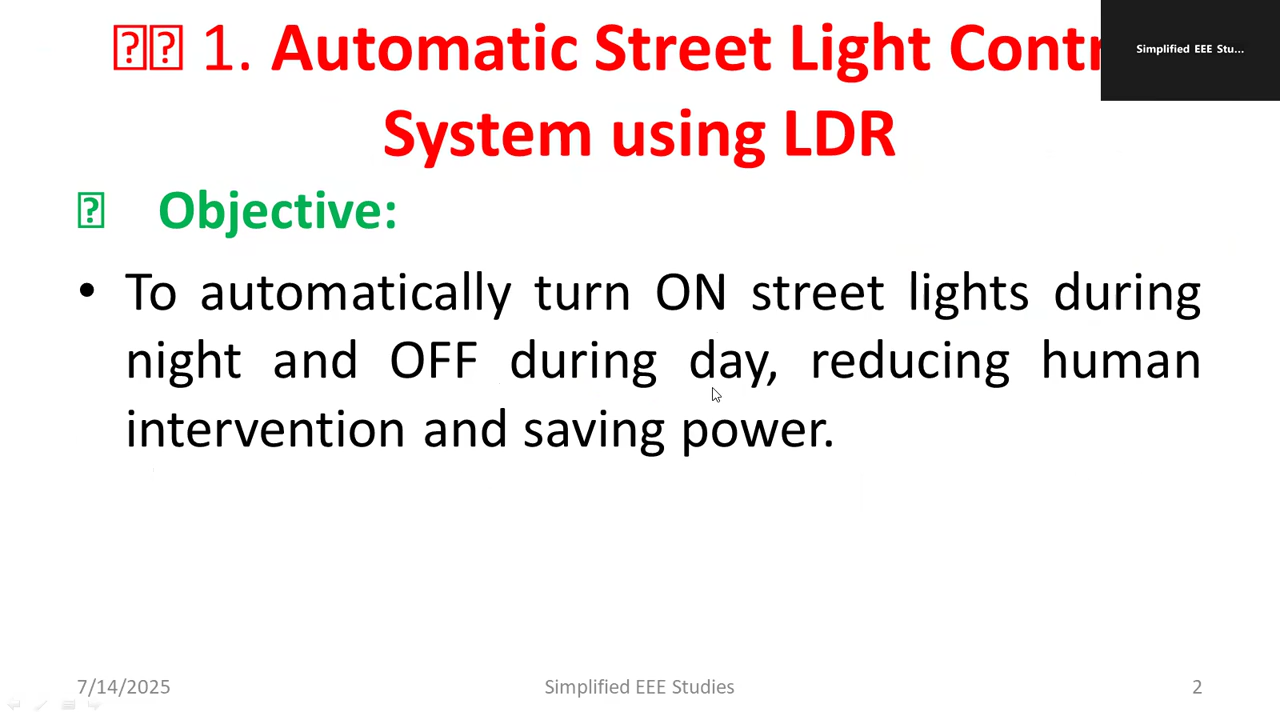 1. Automatic Street Light Contr
Simplified EEE Stu...
System using LDR
Objective:
• To automatically turn ON street lights during
night and OFF during day, reducing human
intervention and saving power.
7/14/2025 Simplified EEE Studies 2